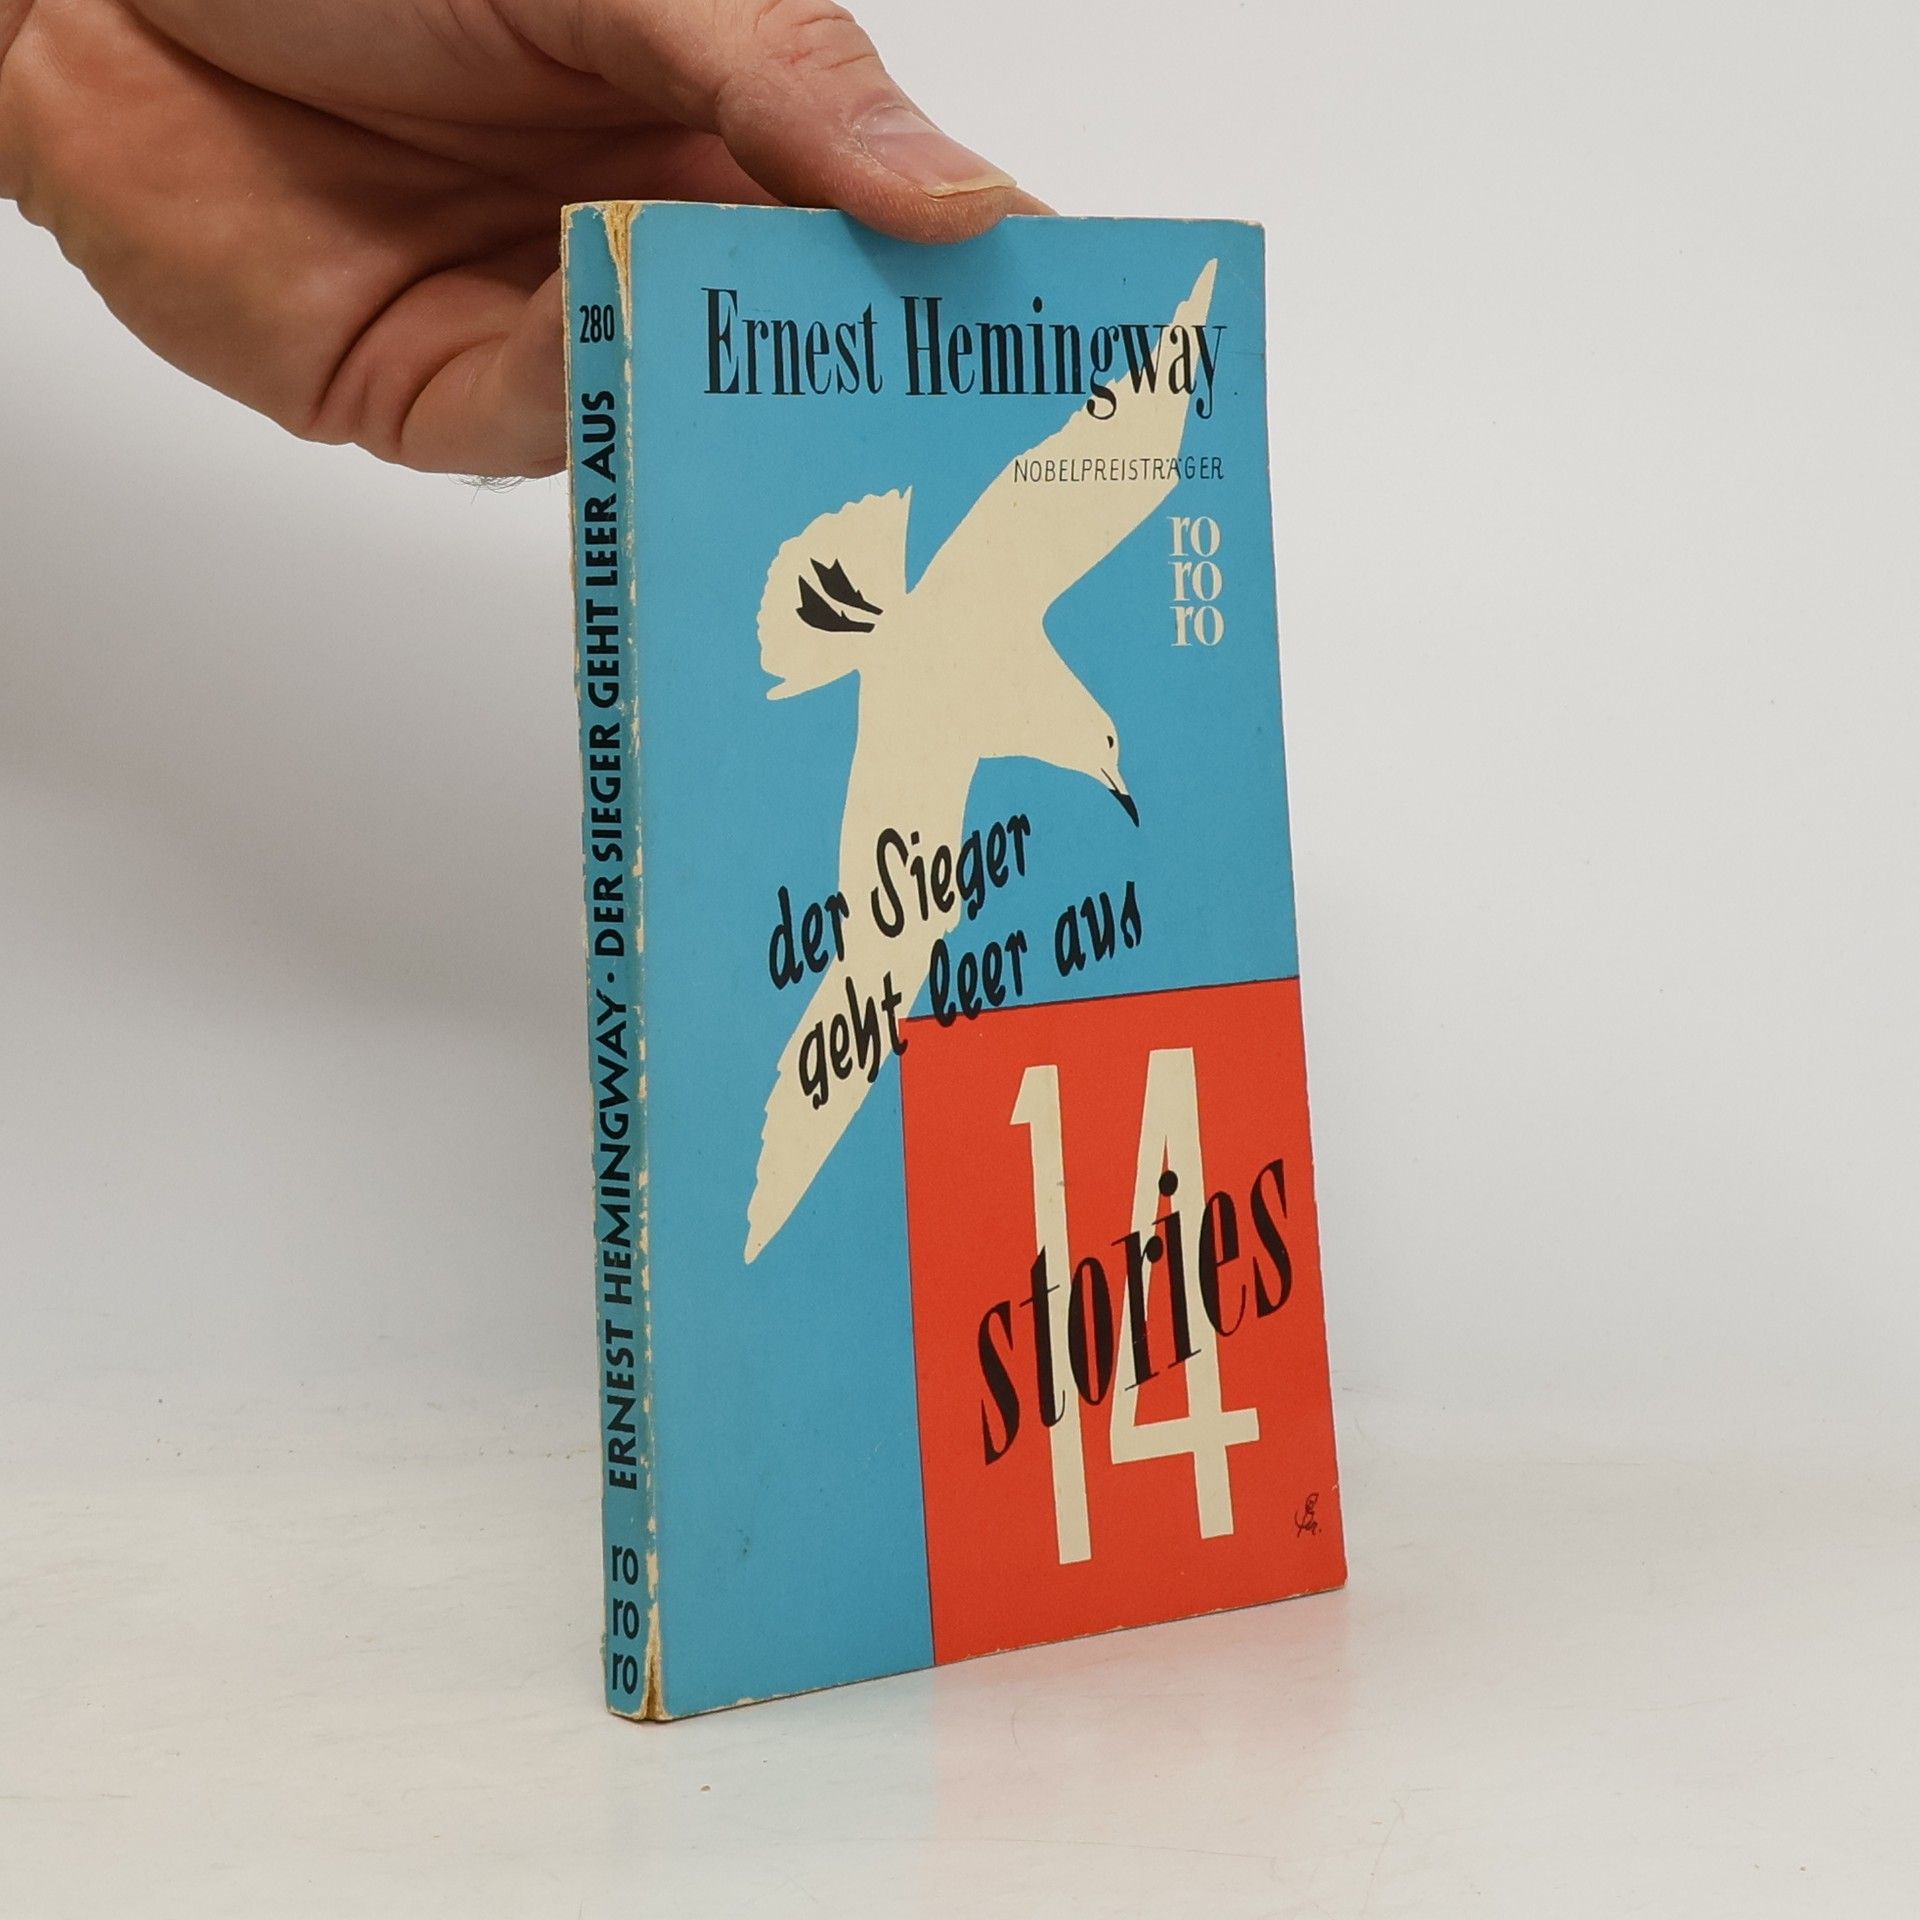 280
ERNEST HEMINGWAY · DER SIEGER GEHT LEER AUS
ro
ro
ro
Ernest Hemingway
NOBELPREISTRÄGER
ro
ro
ro
der Sieger
geht leer aus
14
stories